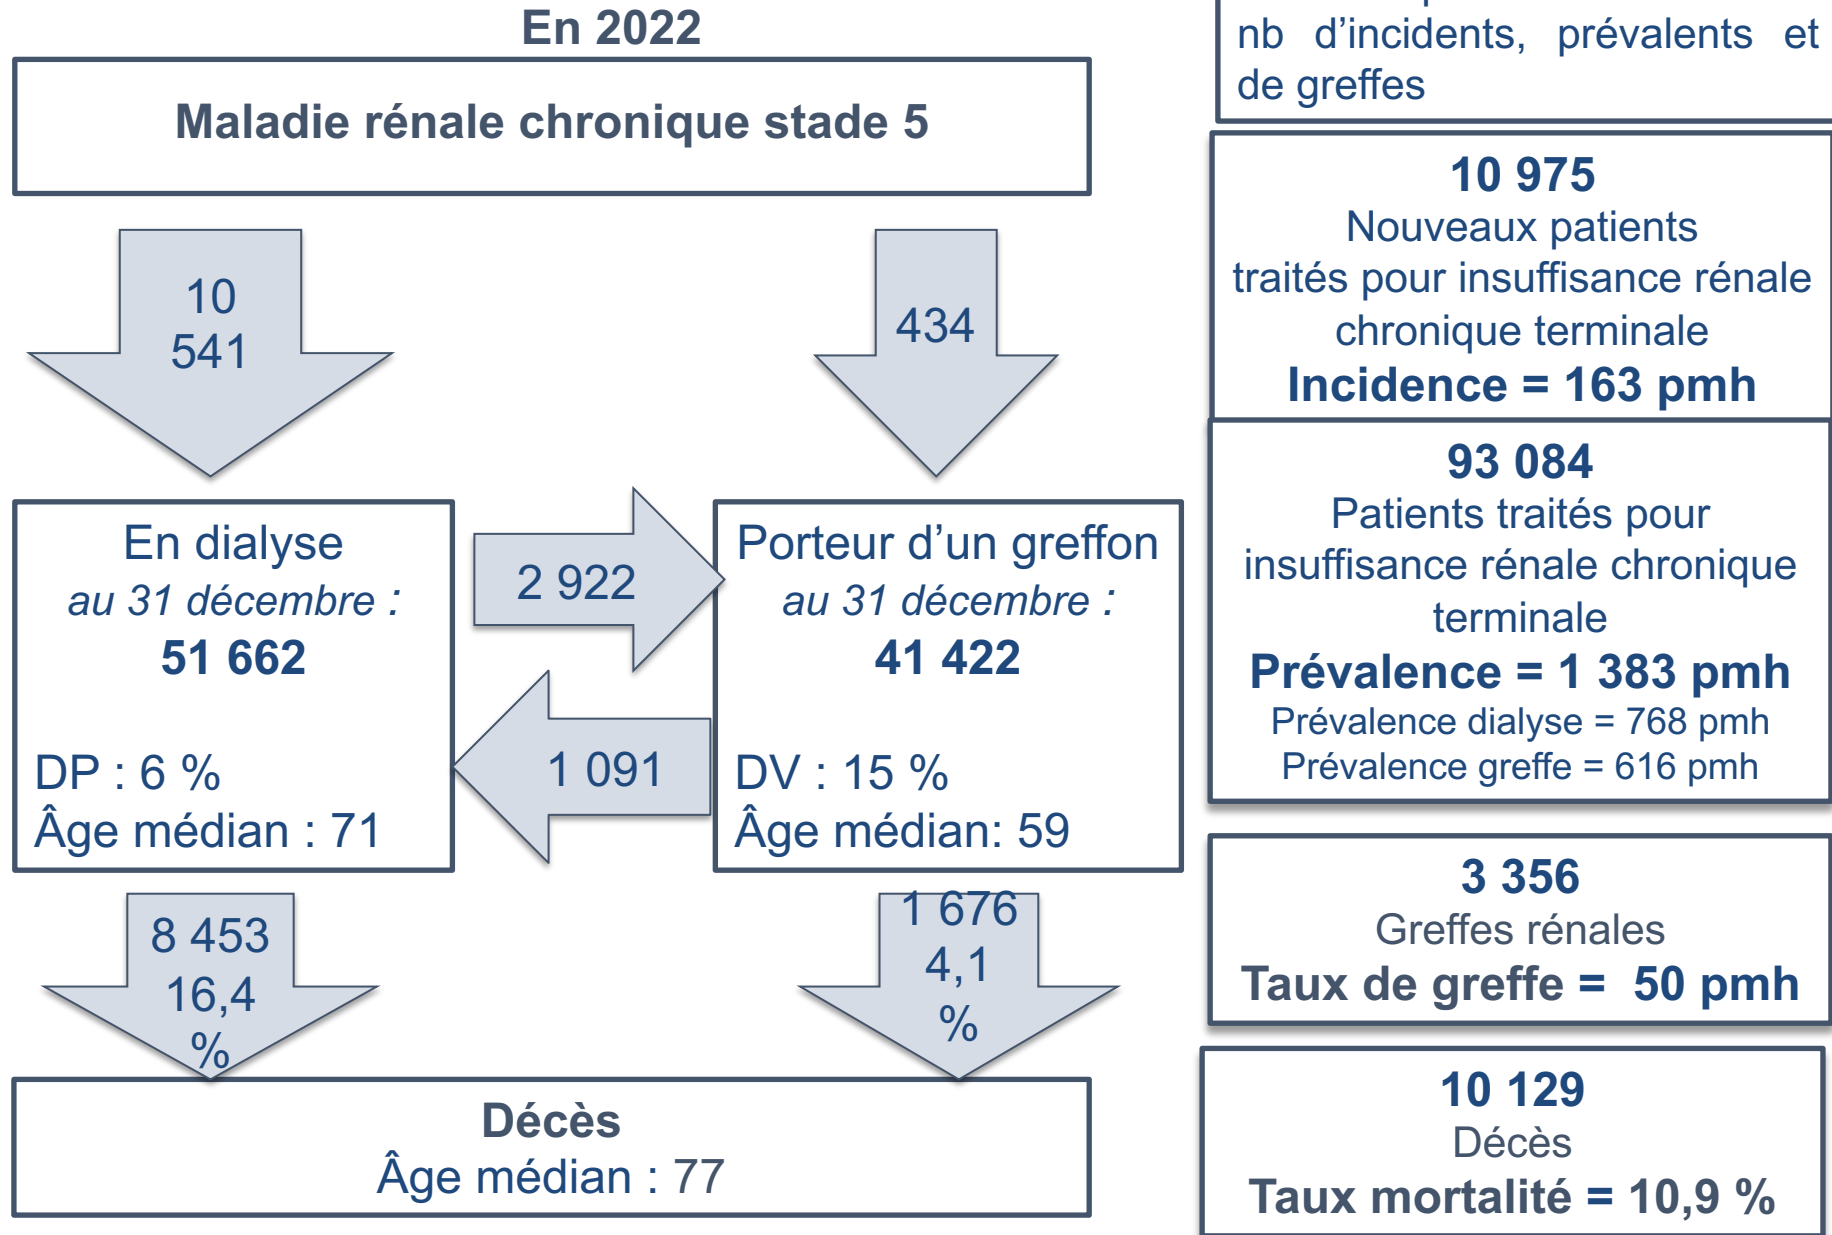 En 2022
Maladie rénale chronique stade 5
10
541
434
En dialyse
au 31 décembre :
51 662
DP : 6 %
Âge médian : 71
2 922
1 091
Porteur d’un greffon
au 31 décembre :
41 422
DV : 15 %
Âge médian: 59
8 453
16,4
%
1 676
4,1
%
Décès
Âge médian : 77
nb d’incidents, prévalents et
de greffes
10 975
Nouveaux patients
traités pour insuffisance rénale
chronique terminale
Incidence = 163 pmh
93 084
Patients traités pour
insuffisance rénale chronique
terminale
Prévalence = 1 383 pmh
Prévalence dialyse = 768 pmh
Prévalence greffe = 616 pmh
3 356
Greffes rénales
Taux de greffe = 50 pmh
10 129
Décès
Taux mortalité = 10,9 %